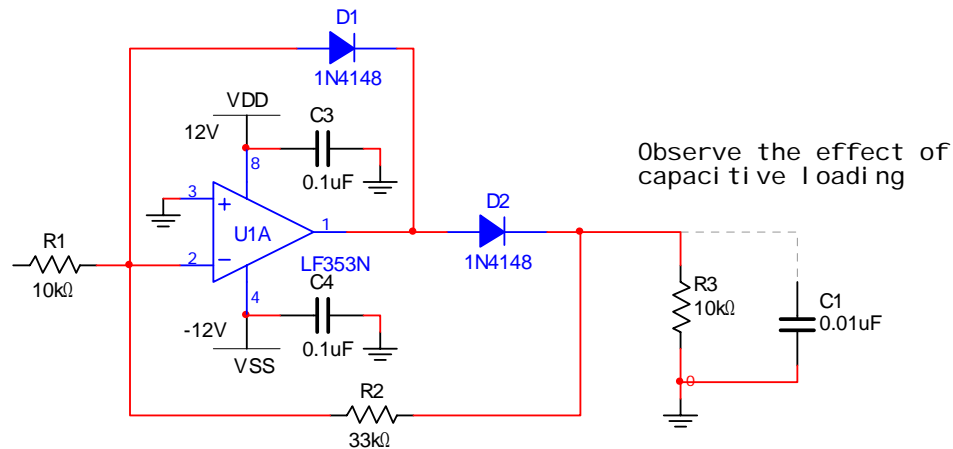 D1
1N4148
VDD
12V
C3
8
0.1uF
Observe the effect of
capacitive loading
3
+
D2
U1A
1
R1
2
−
LF353N
1N4148
10kΩ
4
C4
R3
10kΩ
C1
0.01uF
-12V
0.1uF
VSS
0
R2
33kΩ